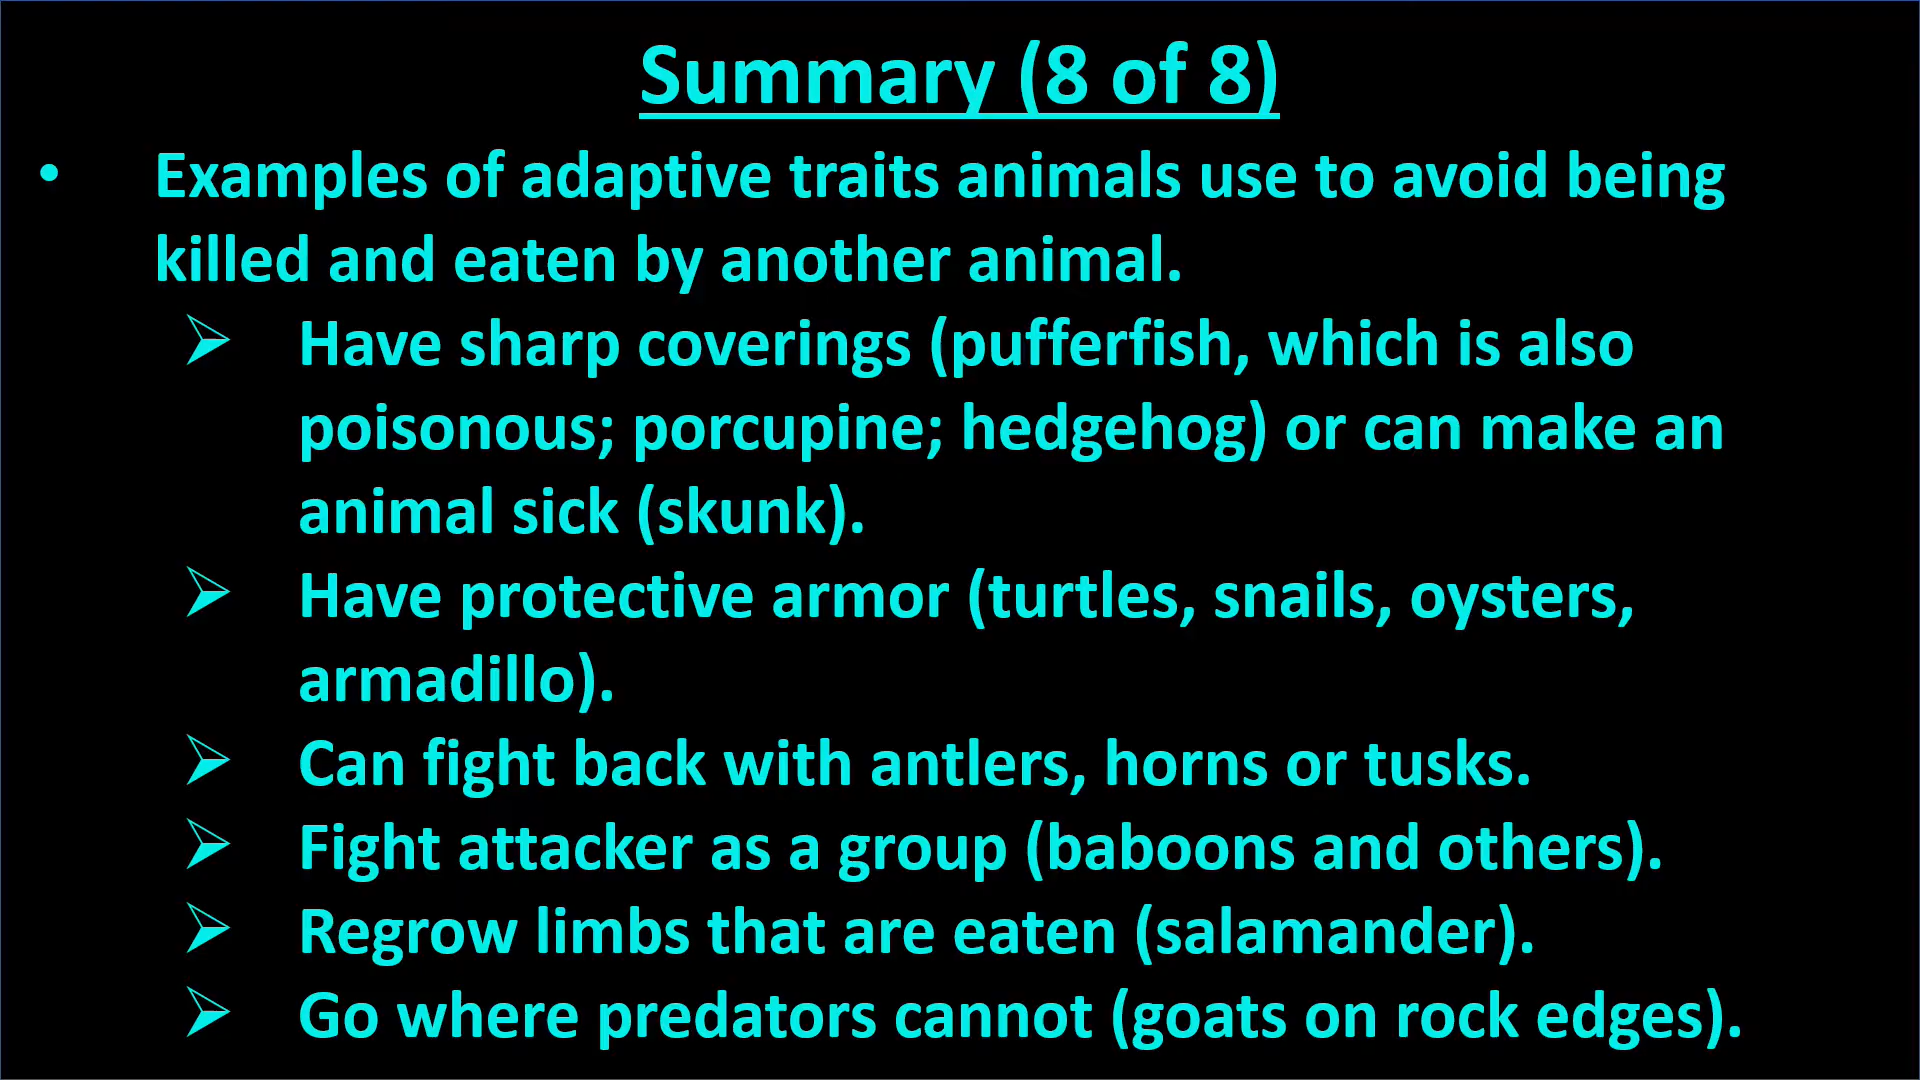 Summary (8 of 8)
• Examples of adaptive traits animals use to avoid being
killed and eaten by another animal.
➢ Have sharp coverings (pufferfish, which is also
poisonous; porcupine; hedgehog) or can make an
animal sick (skunk).
➢ Have protective armor (turtles, snails, oysters,
armadillo).
➢ Can fight back with antlers, horns or tusks.
➢ Fight attacker as a group (baboons and others).
➢ Regrow limbs that are eaten (salamander).
➢ Go where predators cannot (goats on rock edges).